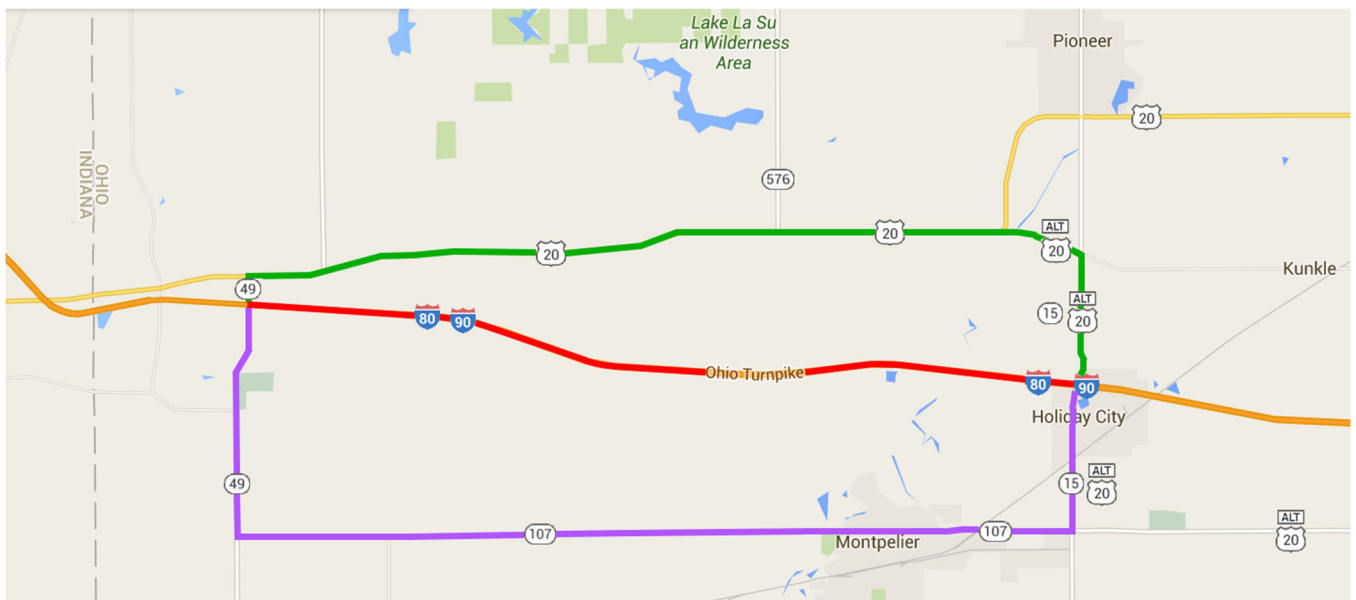 Lake La Su
an Wilderness
Area
Pioneer
20
OHIO
INDIANA
576
20
20
ALT
20
Kunkle
49
80
90
15
ALT
20
Ohio Turnpike
80
90
Holiday City
49
15
ALT
20
107
107
Montpelier
ALT
20